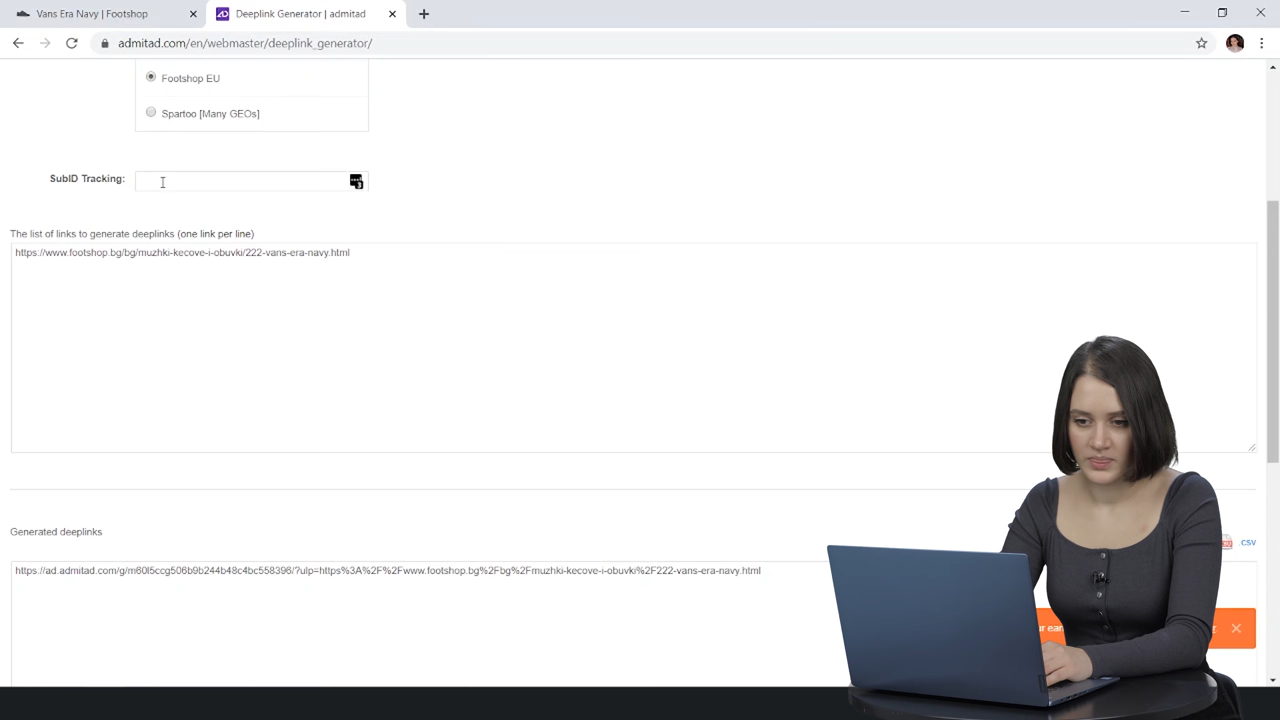 Vans Era Navy | Footshop
Deeplink Generator | admitad
admitad.com/en/webmaster/deeplink_generator/
Footshop EU
Spartoo [Many GEOs]
SubID Tracking:
The list of links to generate deeplinks (one link per line)
https://www.footshop.bg/bg/muzhki-kecove-i-obuvki/222-vans-era-navy.html
Generated deeplinks
.CSV
https://ad.admitad.com/g/m60l5ccg506b9b244b48c4bc558396/?ulp=https%3A%2F%2Fwww.footshop.bg%2Fbg%2Fmuzhki-kecove-i-obuvki%2F222-vans-era-navy.html